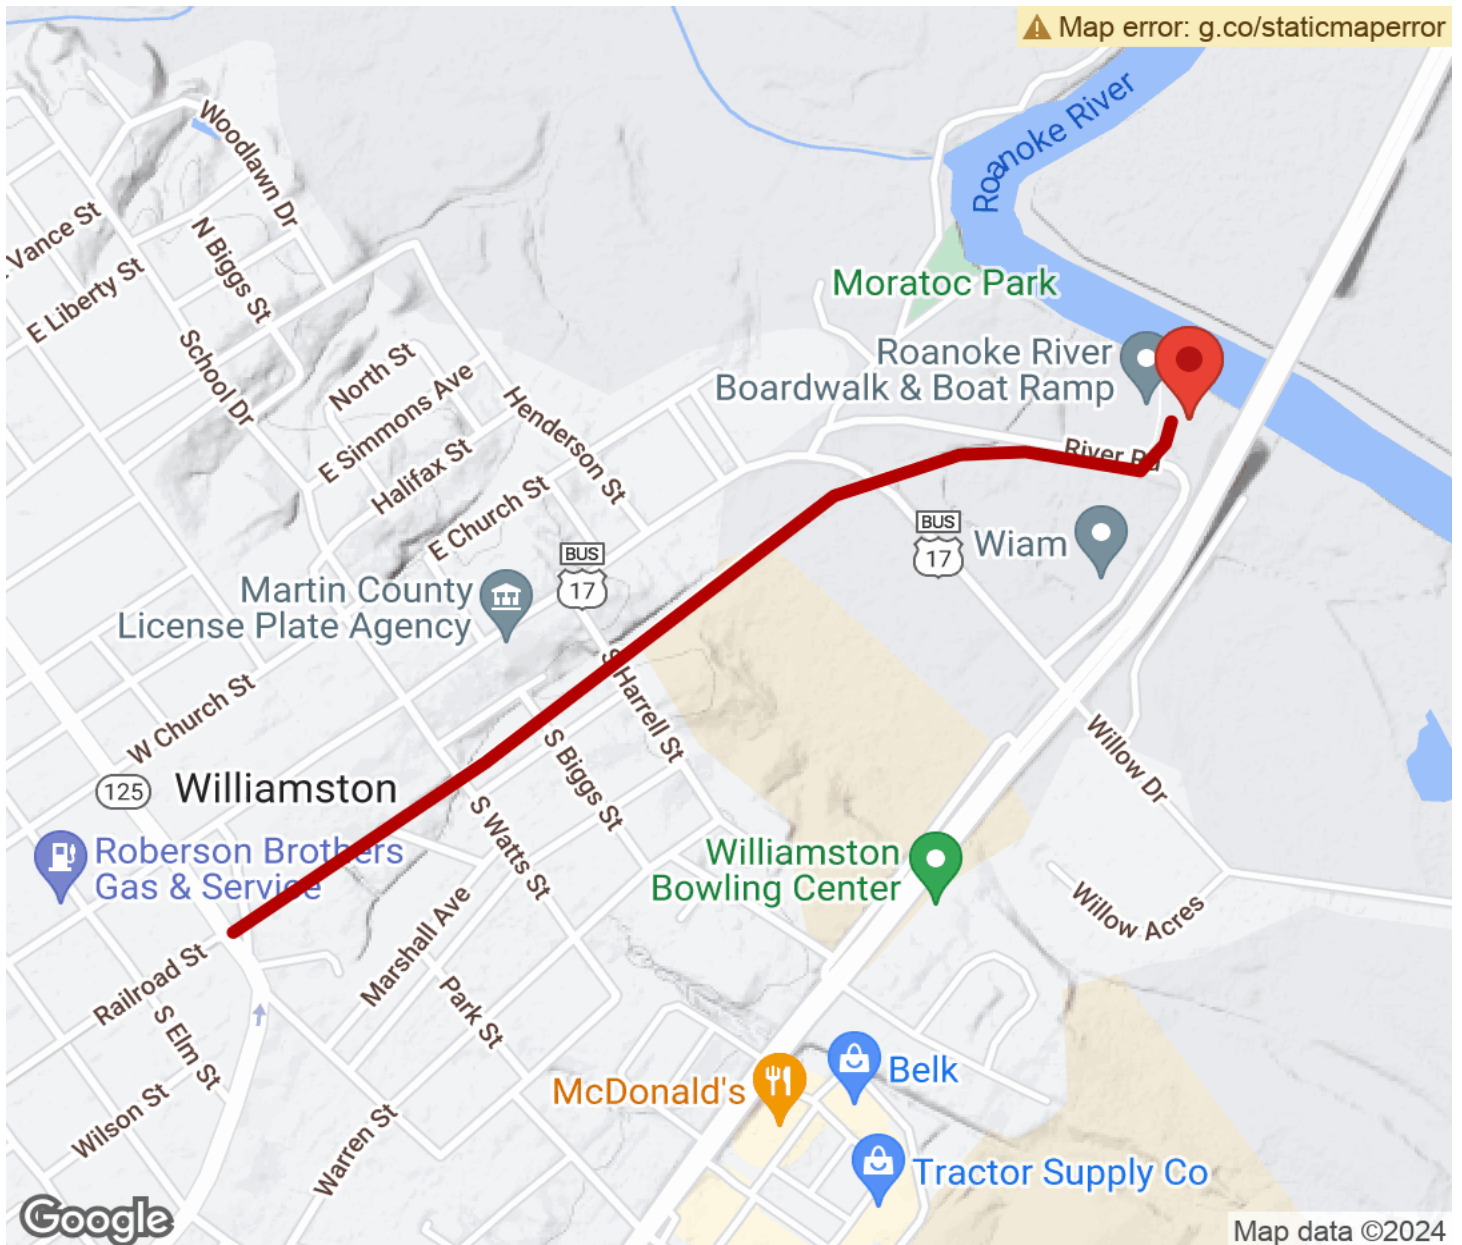 Map error: g.co/staticmaperror
Roanoke River
Woodlawn Dr
Vance St
N Biggs St
E Liberty St
Moratoc Park
School Dr
North St
Roanoke River
Boardwalk & Boat Ramp
E Simmons Ave
Henderson St
Halifax St
River Rd
E Church St
BUS
17
BUS
17
Wiam
Martin County
License Plate Agency
S Harrell St
W Church St
Willow Dr
S Biggs St
125
Williamston
S Watts St
Roberson Brothers
Gas & Service
Williamston
Bowling Center
Marshall Ave
Willow Acres
Railroad St
Park St
S Elm St
McDonald's
Belk
Wilson St
Warren St
Tractor Supply Co
Google
Map data ©2024